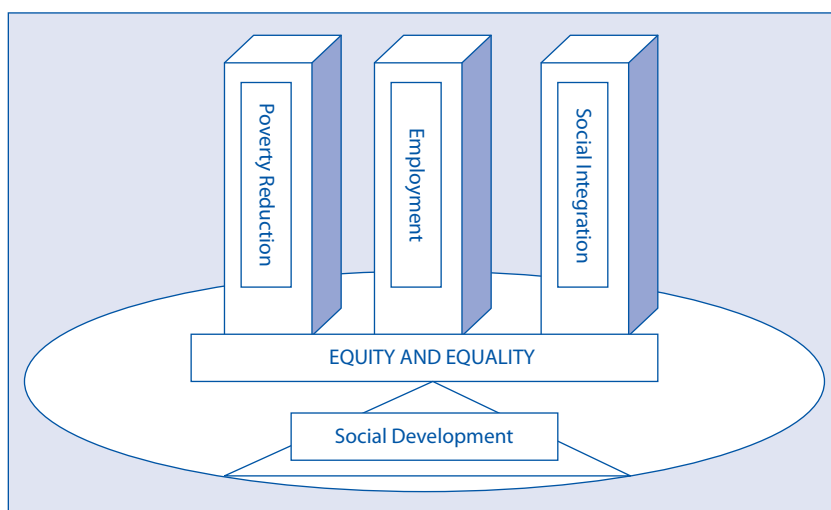 Poverty Reduction
Employment
Social Integration
EQUITY AND EQUALITY
Social Development